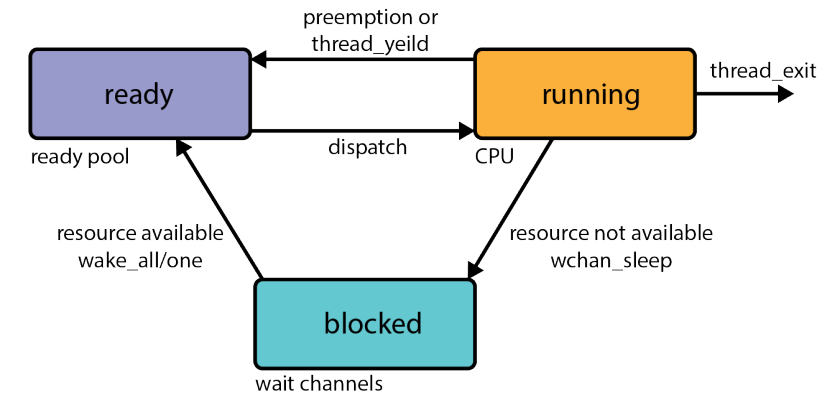 preemption or
thread_yeild
ready
running
thread_exit
ready pool
dispatch
CPU
resource available
wake_all/one
resource not available
wchan_sleep
blocked
wait channels